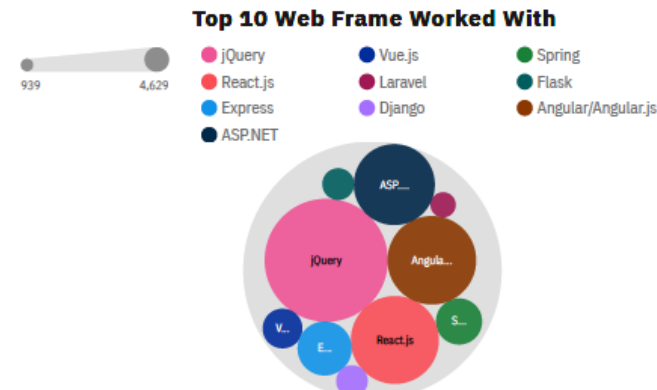 Top 10 Web Frame Worked With
939
4,629
jQuery
Vue.js
Spring
React.js
Laravel
Flask
Express
Django
Angular/Angular.js
ASP.NET
ASP....
jQuery
Angula...
V...
E...
React.js
S...